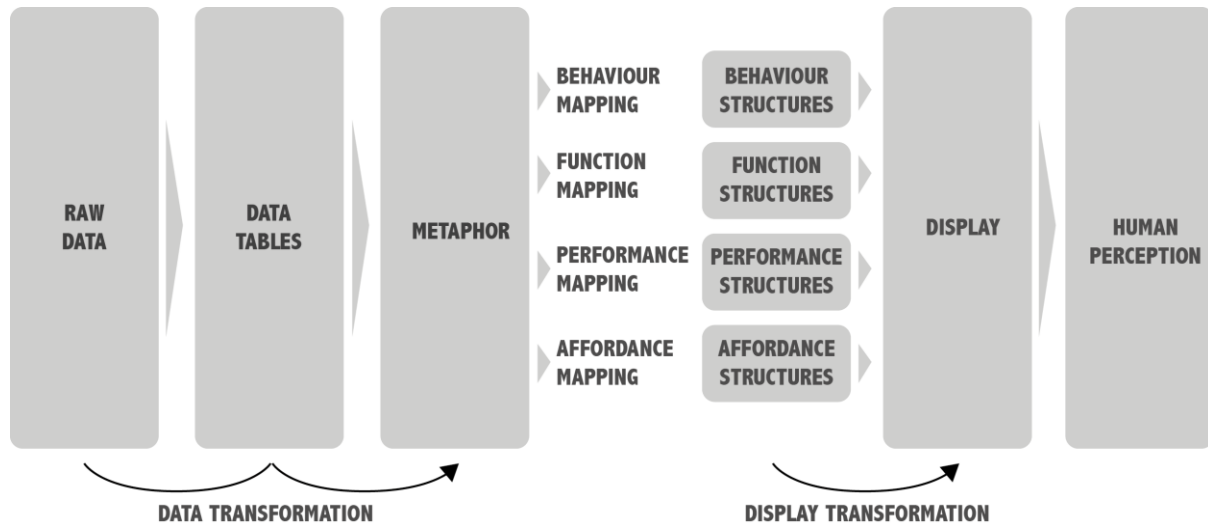 RAW
DATA
DATA
TABLES
METAPHOR
BEHAVIOUR
MAPPING
FUNCTION
MAPPING
PERFORMANCE
MAPPING
AFFORDANCE
MAPPING
BEHAVIOUR
STRUCTURES
FUNCTION
STRUCTURES
PERFORMANCE
STRUCTURES
AFFORDANCE
STRUCTURES
DISPLAY
HUMAN
PERCEPTION
DATA TRANSFORMATION
DISPLAY TRANSFORMATION